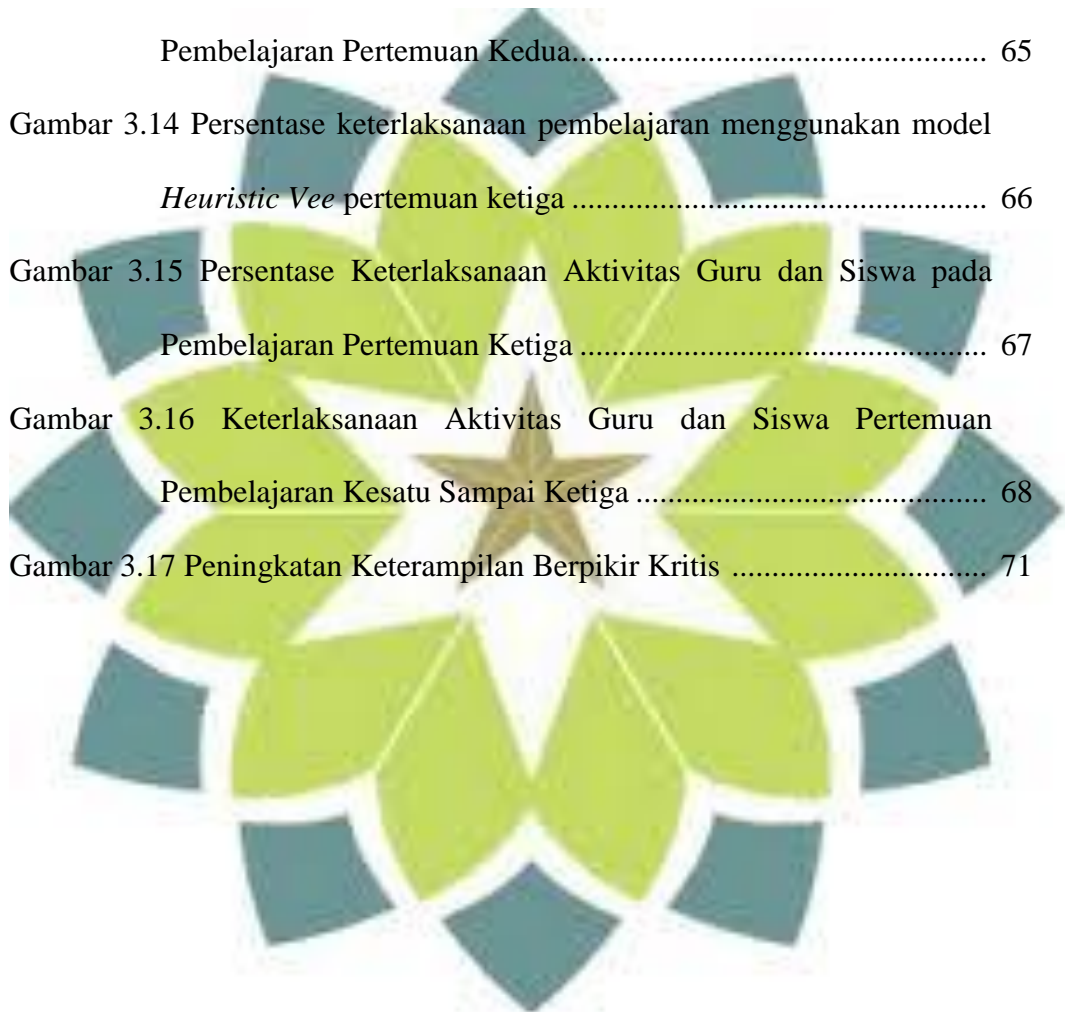 Pembelajaran Pertemuan Kedua.................................................... 65
Gambar 3.14 Persentase keterlaksanaan pembelajaran menggunakan model
Heuristic Vee pertemuan ketiga .................................................... 66
Gambar 3.15 Persentase Keterlaksanaan Aktivitas Guru dan Siswa pada
Pembelajaran Pertemuan Ketiga ................................................... 67
Gambar 3.16 Keterlaksanaan Aktivitas Guru dan Siswa Pertemuan
Pembelajaran Kesatu Sampai Ketiga ............................................ 68
Gambar 3.17 Peningkatan Keterampilan Berpikir Kritis ................................ 71